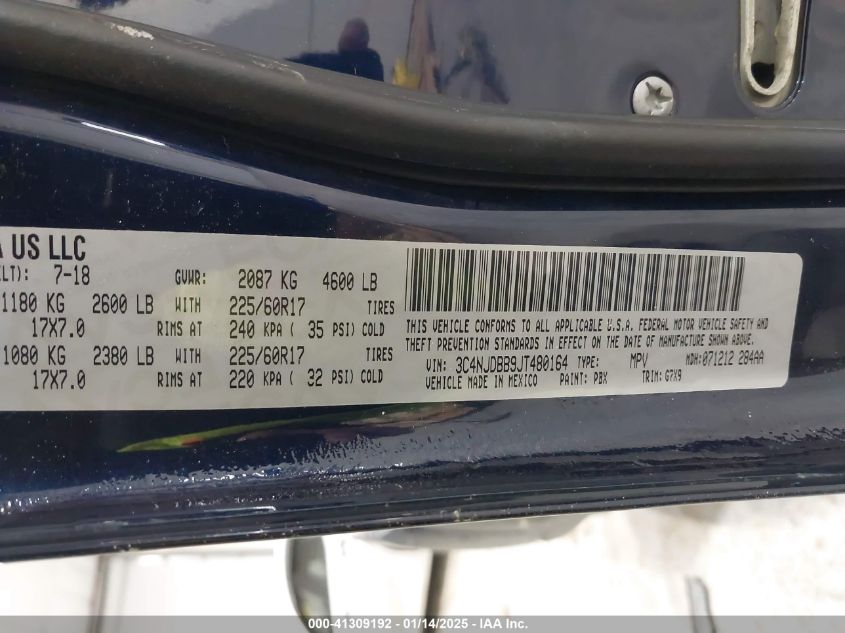 A US LLC
ELT): 7-18 GVWR: 2087 KG 4600 LB
1180 KG 2600 LB WITH 225/60R17 TIRES
17X7.0 RIMS AT 240 KPA ( 35 PSI) COLD
1080 KG 2380 LB WITH 225/60R17 TIRES
17X7.0 RIMS AT 220 KPA ( 32 PSI) COLD
THIS VEHICLE CONFORMS TO ALL APPLICABLE U.S.A. FEDERAL MOTOR VEHICLE SAFETY AND
THEFT PREVENTION STANDARDS IN EFFECT ON THE DATE OF MANUFACTURE SHOWN ABOVE.
VIN: 3C4NJDBB9JT480164 TYPE: MPV MDH: 071212 284AA
VEHICLE MADE IN MEXICO PAINT: PBX TRIM: G7X9
000-41309192 - 01/14/2025 - IAA Inc.